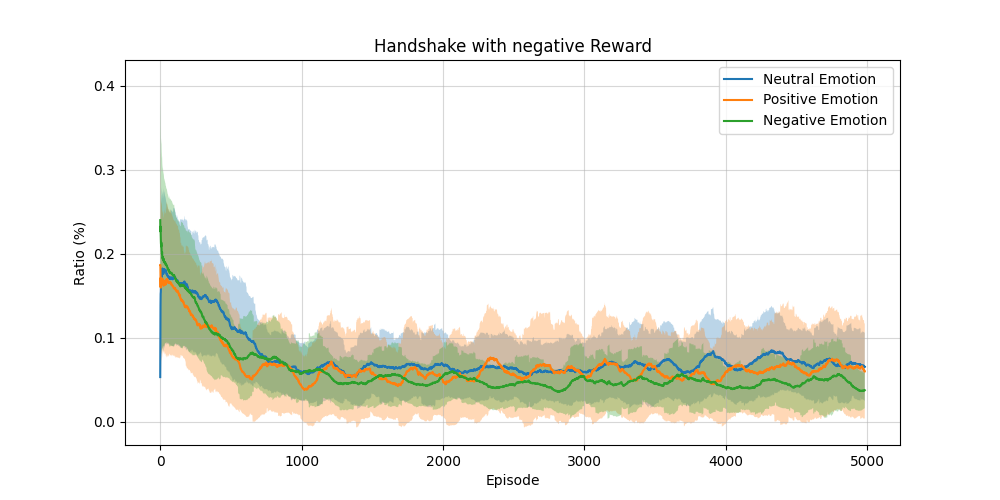 Handshake with negative Reward
Neutral Emotion
Positive Emotion
Negative Emotion
Ratio (%)
0.4
0.3
0.2
0.1
0.0
0
1000
2000
3000
4000
5000
Episode